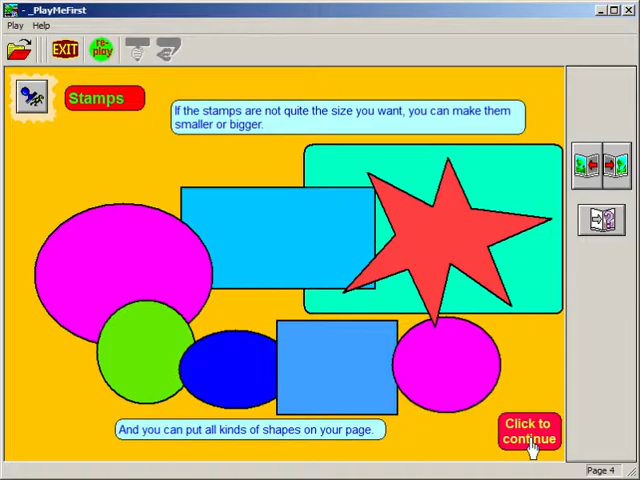 - _PlayMeFirst
Play Help
EXIT
re-
play
Stamps
If the stamps are not quite the size you want, you can make them
smaller or bigger.
And you can put all kinds of shapes on your page.
Click to
continue
Page 4